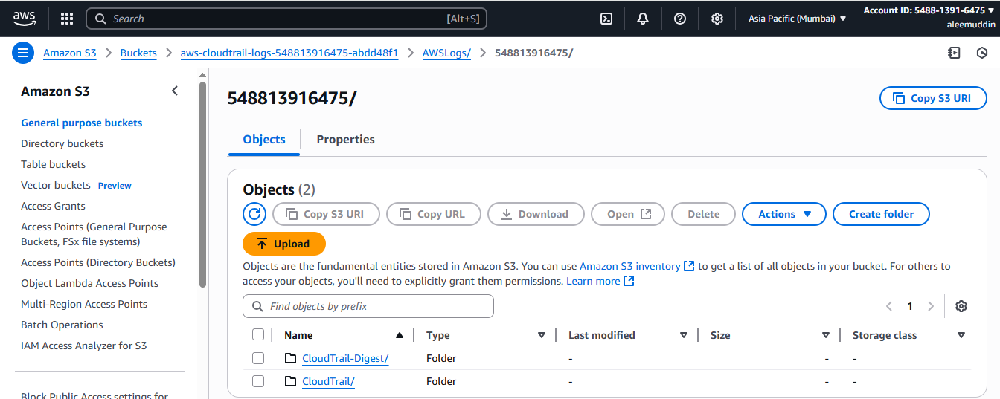 aws
Search [Alt+S]
Asia Pacific (Mumbai) ▼
Account ID: 5488-1391-6475 ▼
aleemuddin
Amazon S3 > Buckets > aws-cloudtrail-logs-548813916475-abdd48f1 > AWSLogs/ > 548813916475/
Amazon S3
General purpose buckets
Directory buckets
Table buckets
Vector buckets Preview
Access Grants
Access Points (General Purpose
Buckets, FSx file systems)
Access Points (Directory Buckets)
Object Lambda Access Points
Multi-Region Access Points
Batch Operations
IAM Access Analyzer for S3
Block Public Access settings for
548813916475/
Copy S3 URI
Objects Properties
Objects (2)
Copy S3 URI Copy URL Download Open Delete Actions ▼ Create folder
Upload
Objects are the fundamental entities stored in Amazon S3. You can use Amazon S3 inventory to get a list of all objects in your bucket. For others to
access your objects, you'll need to explicitly grant them permissions. Learn more
Find objects by prefix
< 1 >
Name Type Last modified Size Storage class
CloudTrail-Digest/ Folder - - -
CloudTrail/ Folder - - -